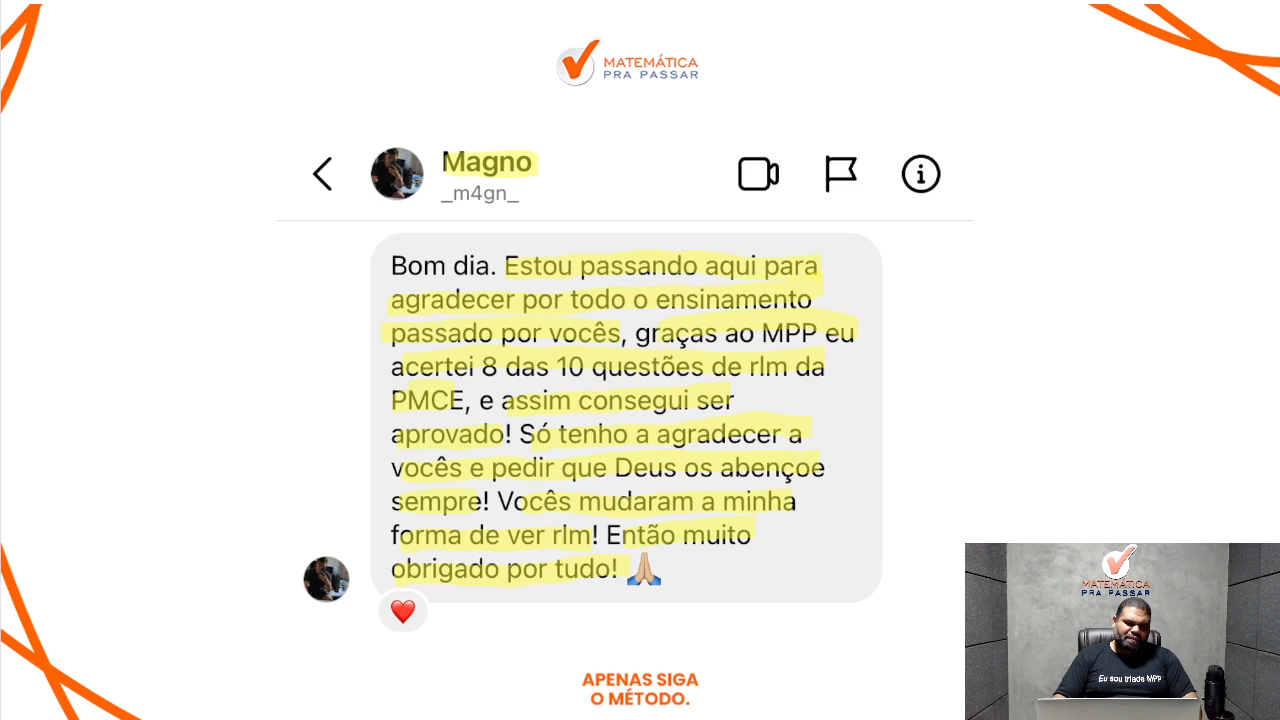 MATEMÁTICA
PRA PASSAR
Magno
_m4gn_
Bom dia. Estou passando aqui para
agradecer por todo o ensinamento
passado por vocês, graças ao MPP eu
acertei 8 das 10 questões de rlm da
PMCE, e assim consegui ser
aprovado! Só tenho a agradecer a
vocês e pedir que Deus os abençoe
sempre! Vocês mudaram a minha
forma de ver rlm! Então muito
obrigado por tudo! 🙏🏼
APENAS SIGA
O MÉTODO.
MATEMÁTICA
PRA PASSAR
Eu sou tríade MPP